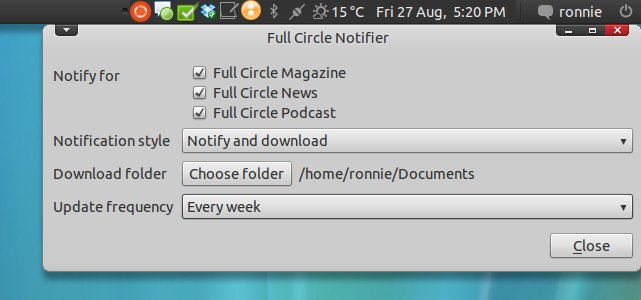 15 °C Fri 27 Aug, 5:20 PM ronnie
Full Circle Notifier
Notify for
Full Circle Magazine
Full Circle News
Full Circle Podcast
Notification style Notify and download
Download folder Choose folder /home/ronnie/Documents
Update frequency Every week
Close